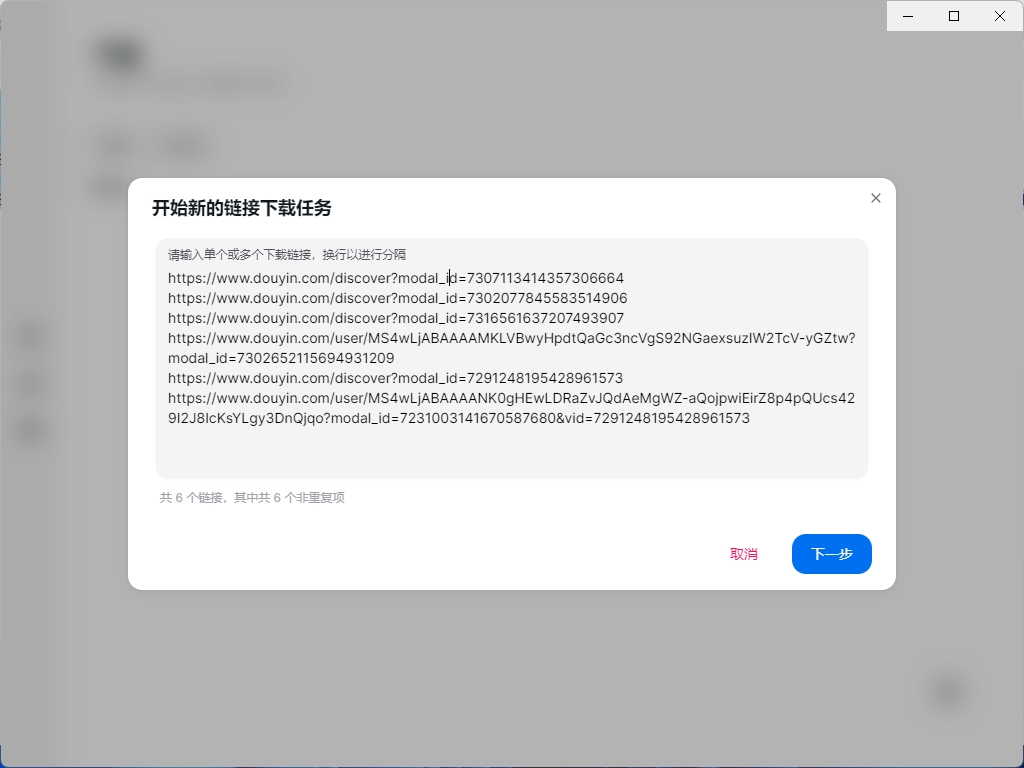 开始新的链接下载任务
请输入单个或多个下载链接，换行以进行分隔
https://www.douyin.com/discover?modal_id=7307113414357306664
https://www.douyin.com/discover?modal_id=7302077845583514906
https://www.douyin.com/discover?modal_id=7316561637207493907
https://www.douyin.com/user/MS4wLjABAAAAMKLVBwyHpdtQaGc3ncVgS92NGaexsuzIW2TcV-yGZtw?
modal_id=7302652115694931209
https://www.douyin.com/discover?modal_id=7291248195428961573
https://www.douyin.com/user/MS4wLjABAAAANK0gHEwLDRaZvJQdAeMgWZ-aQojpwiEirZ8p4pQUcs42
9I2J8IcKsYLgy3DnQjqo?modal_id=7231003141670587680&vid=7291248195428961573
共 6 个链接，其中共 6 个非重复项
取消
下一步